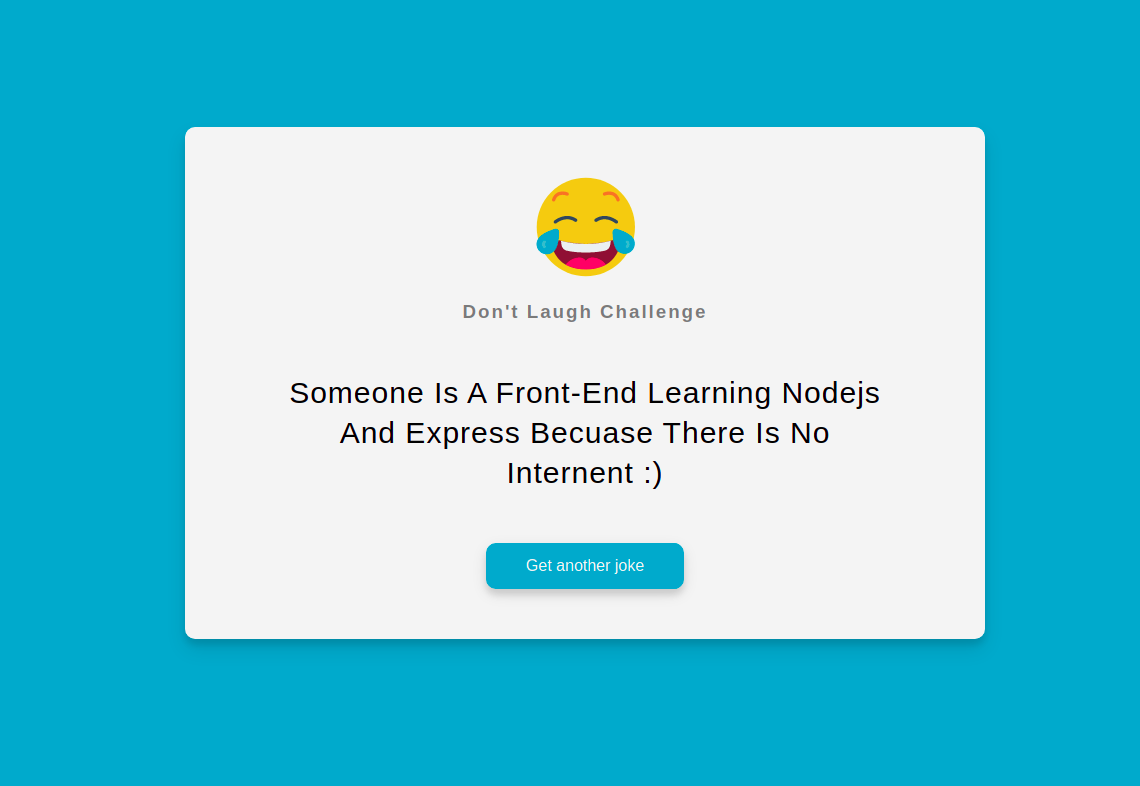 Don't Laugh Challenge
Someone Is A Front-End Learning Nodejs
And Express Becuase There Is No
Internent :)
Get another joke